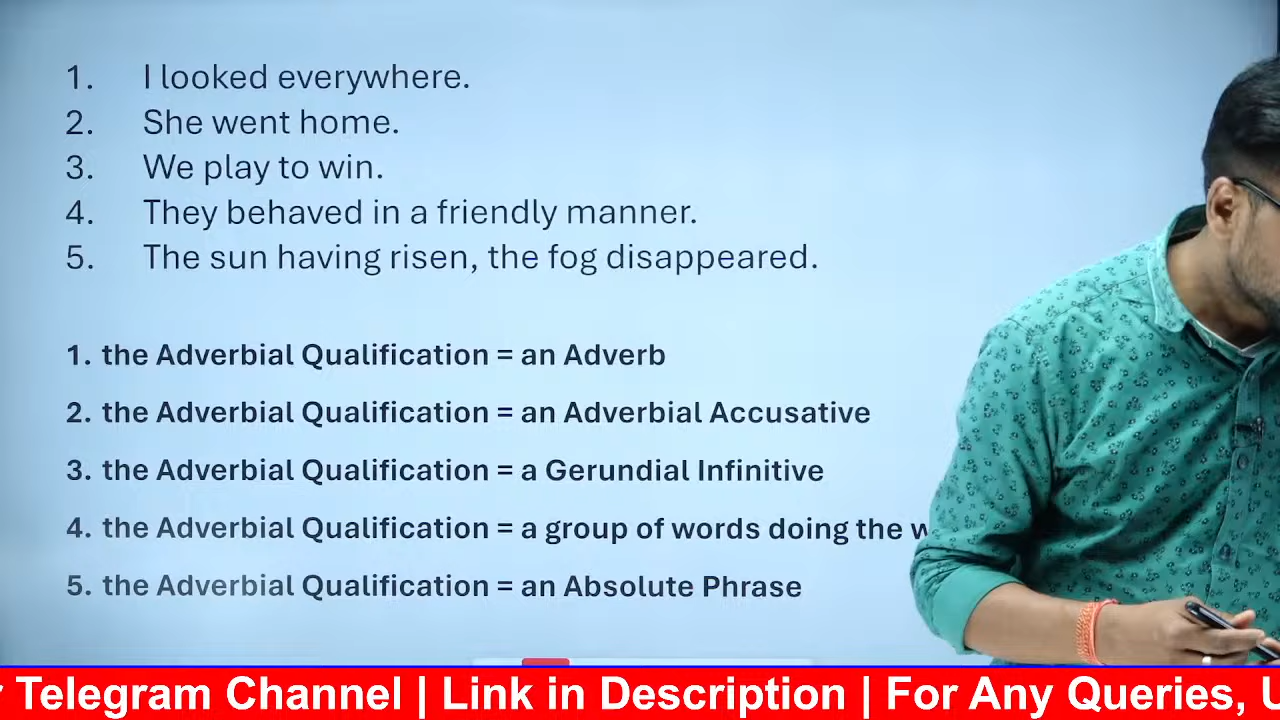 1. I looked everywhere.
2. She went home.
3. We play to win.
4. They behaved in a friendly manner.
5. The sun having risen, the fog disappeared.
1. the Adverbial Qualification = an Adverb
2. the Adverbial Qualification = an Adverbial Accusative
3. the Adverbial Qualification = a Gerundial Infinitive
4. the Adverbial Qualification = a group of words doing the
5. the Adverbial Qualification = an Absolute Phrase
Telegram Channel | Link in Description | For Any Queries,